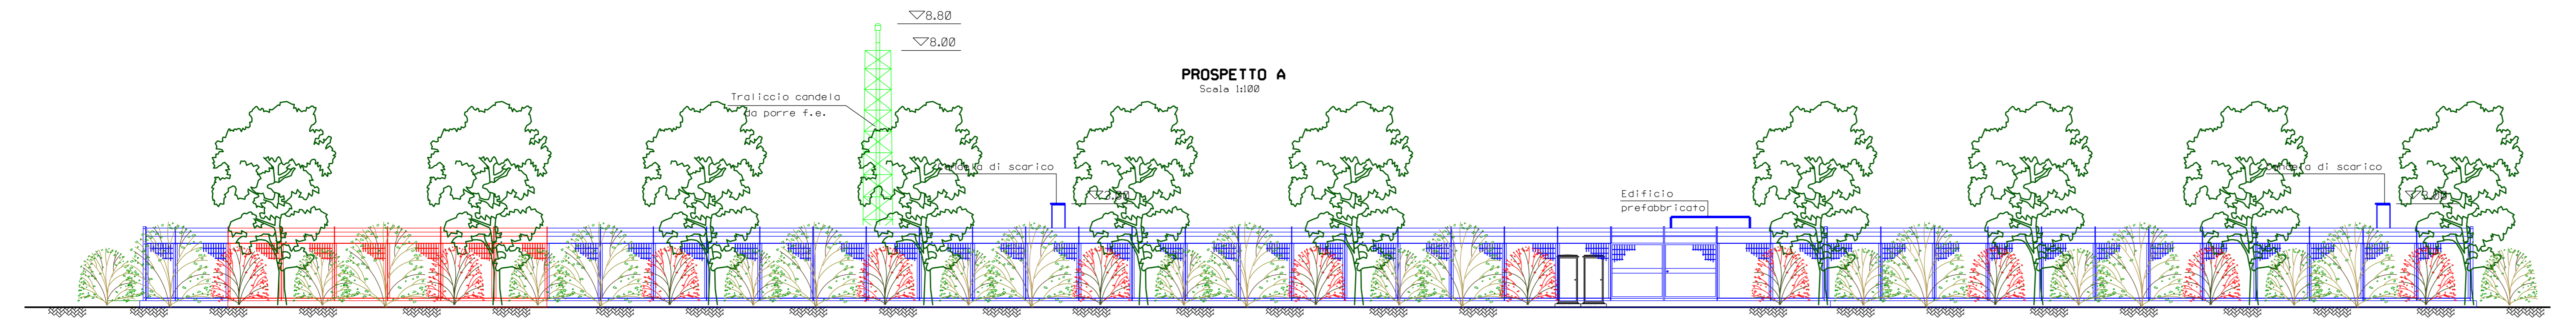 8.80
8.00
PROSPETTO A
Scala 1:100
Traliccio candela
da porre f.e.
di scarico
Edificio
prefabbricato
di scarico